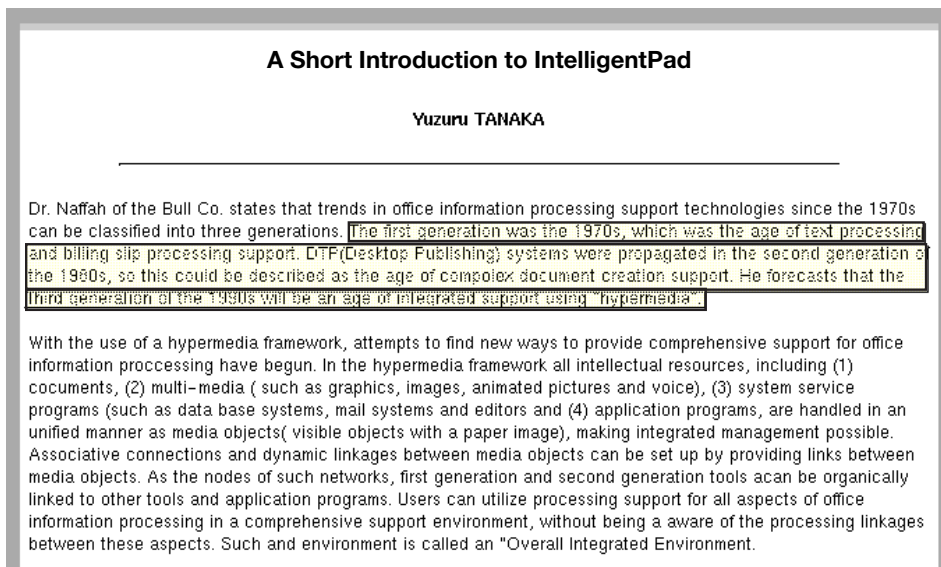 A Short Introduction to IntelligentPad
Yuzuru TANAKA
Dr. Naffah of the Bull Co. states that trends in office information processing support technologies since the 1970s
can be classified into three generations. The first generation was the 1970s, which was the age of text processing
and billing slip processing support. DTP(Desktop Publishing) systems were propagated in the second generation of
the 1980s, so this could be described as the age of compolex document creation support. He forecasts that the
third generation of the 1990s will be an age of integrated support using "hypermedia".
With the use of a hypermedia framework, attempts to find new ways to provide comprehensive support for office
information proccessing have begun. In the hypermedia framework all intellectual resources, including (1)
cocuments, (2) multi-media ( such as graphics, images, animated pictures and voice), (3) system service
programs (such as data base systems, mail systems and editors and (4) application programs, are handled in an
unified manner as media objects( visible objects with a paper image), making integrated management possible.
Associative connections and dynamic linkages between media objects can be set up by providing links between
media objects. As the nodes of such networks, first generation and second generation tools acan be organically
linked to other tools and application programs. Users can utilize processing support for all aspects of office
information processing in a comprehensive support environment, without being a aware of the processing linkages
between these aspects. Such and environment is called an "Overall Integrated Environment.